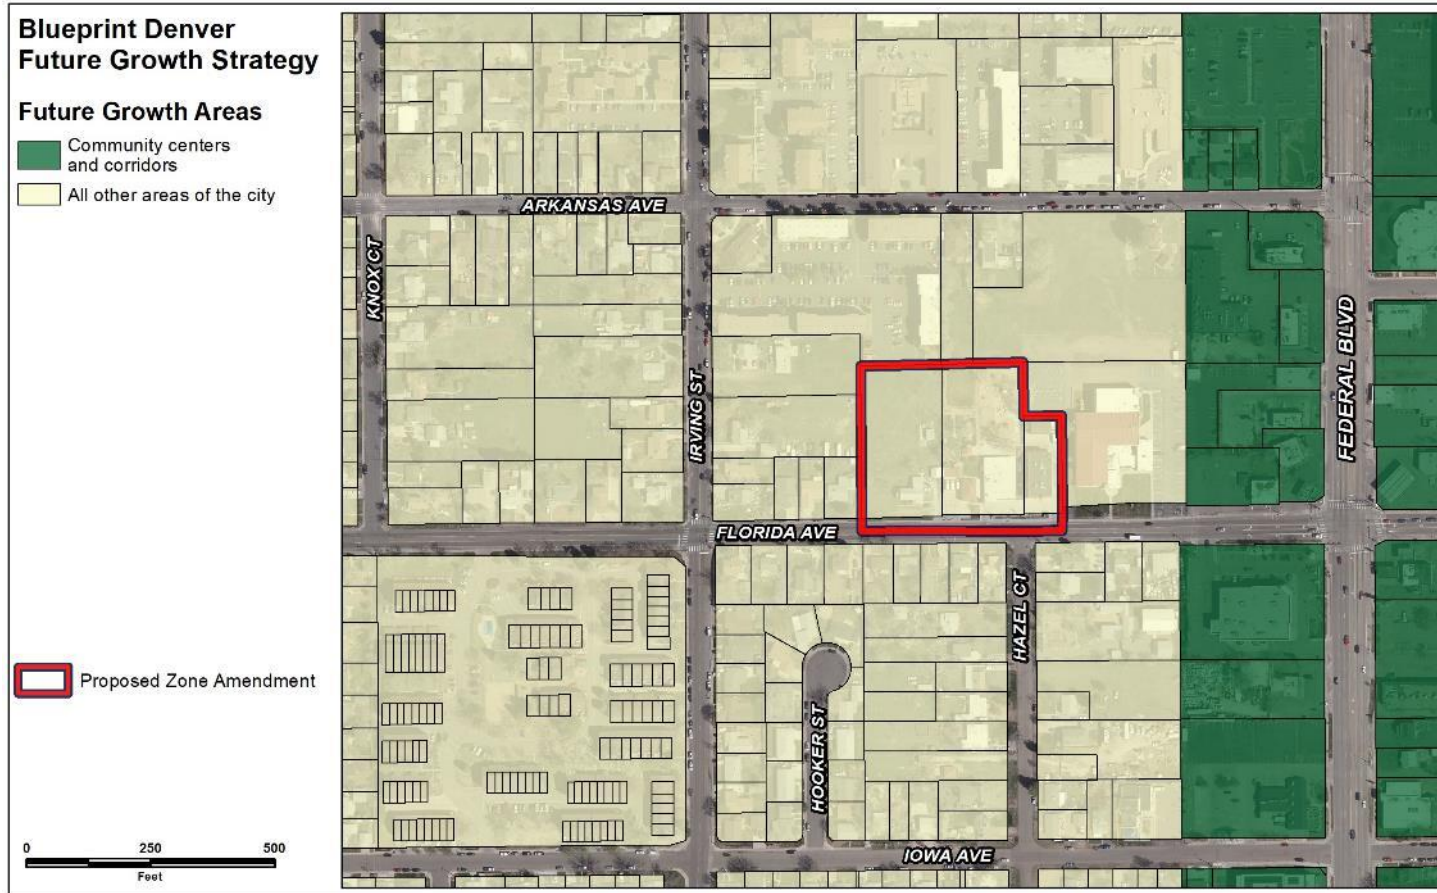 Blueprint Denver
Future Growth Strategy
Future Growth Areas
Community centers
and corridors
All other areas of the city
Proposed Zone Amendment
0 250 500
Feet
ARKANSAS AVE
KNOX CT
IRVING ST
FEDERAL BLVD
FLORIDA AVE
HAZEL CT
HOOKER ST
IOWA AVE